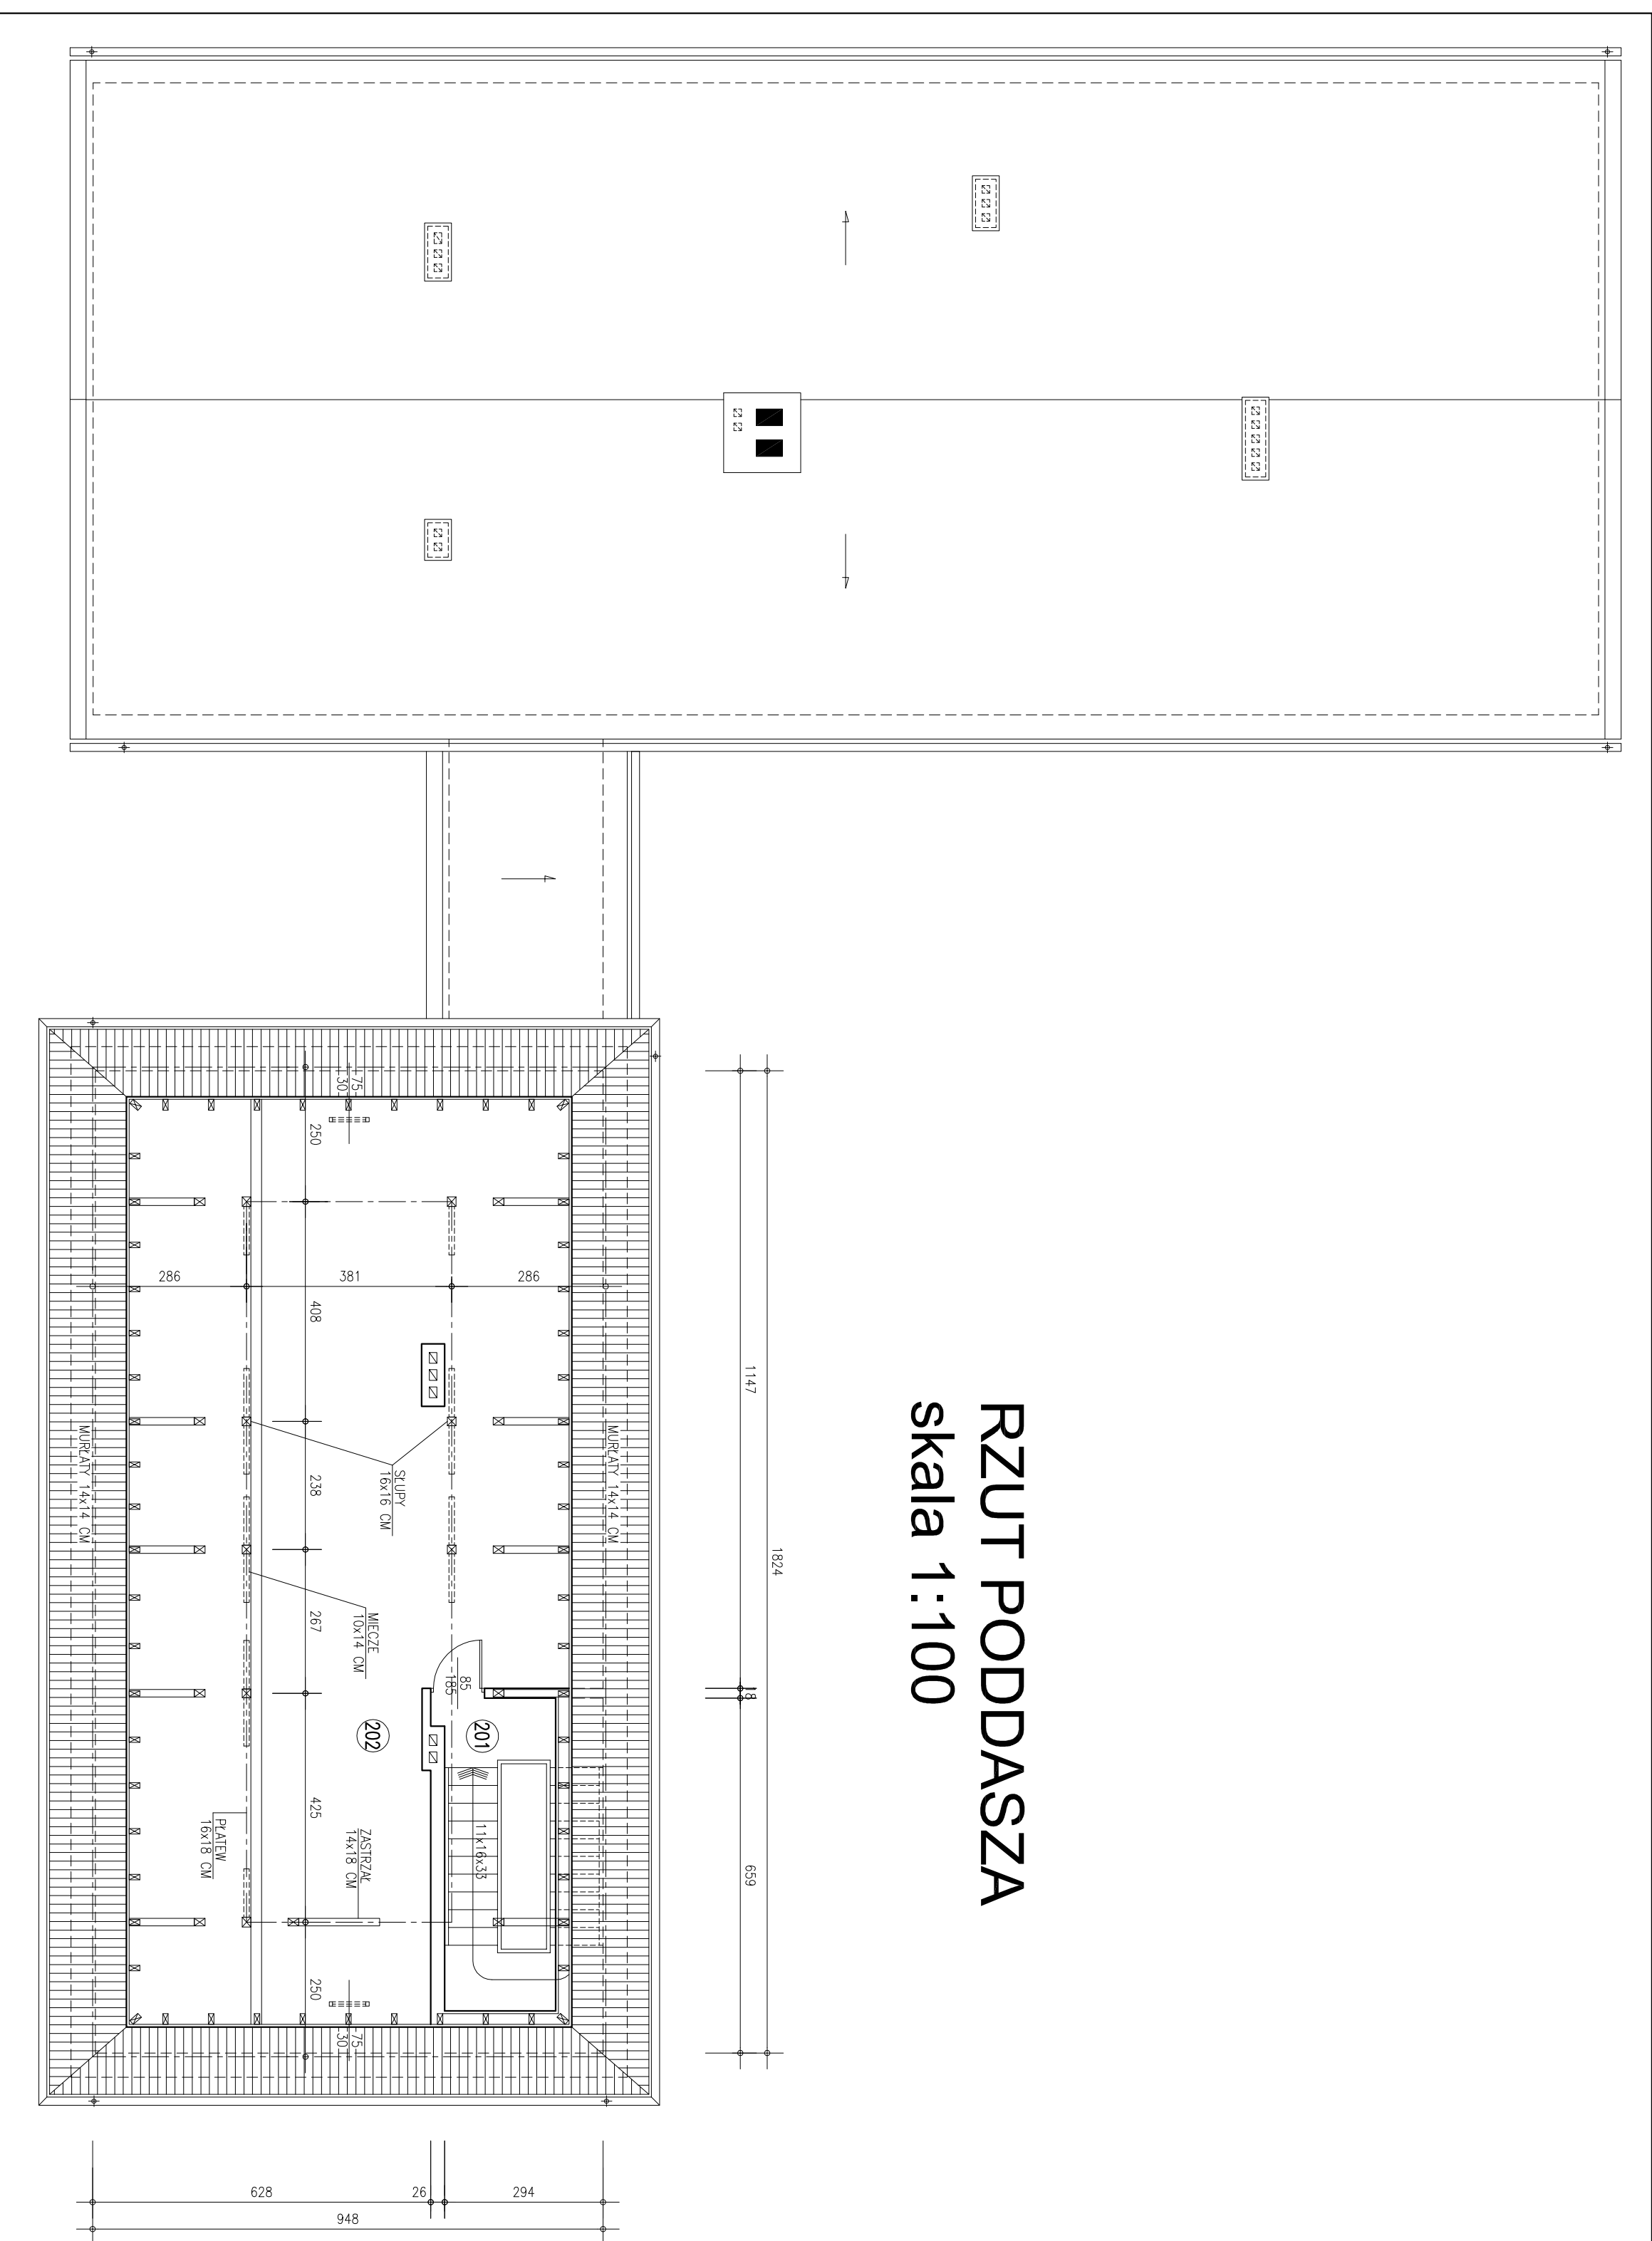 RZUT PODDASZA
skala 1:100
1824
1147
18
659
MURŁATY 14x14 CM
75
30
250
286
381
286
408
SŁUPY
16x16 CM
238
MIECZE
10x14 CM
267
85
185
201
202
11x16x33
425
ZASTRZAŁ
14x18 CM
PŁATEW
16x18 CM
250
75
30
MURŁATY 14x14 CM
628
26
294
948